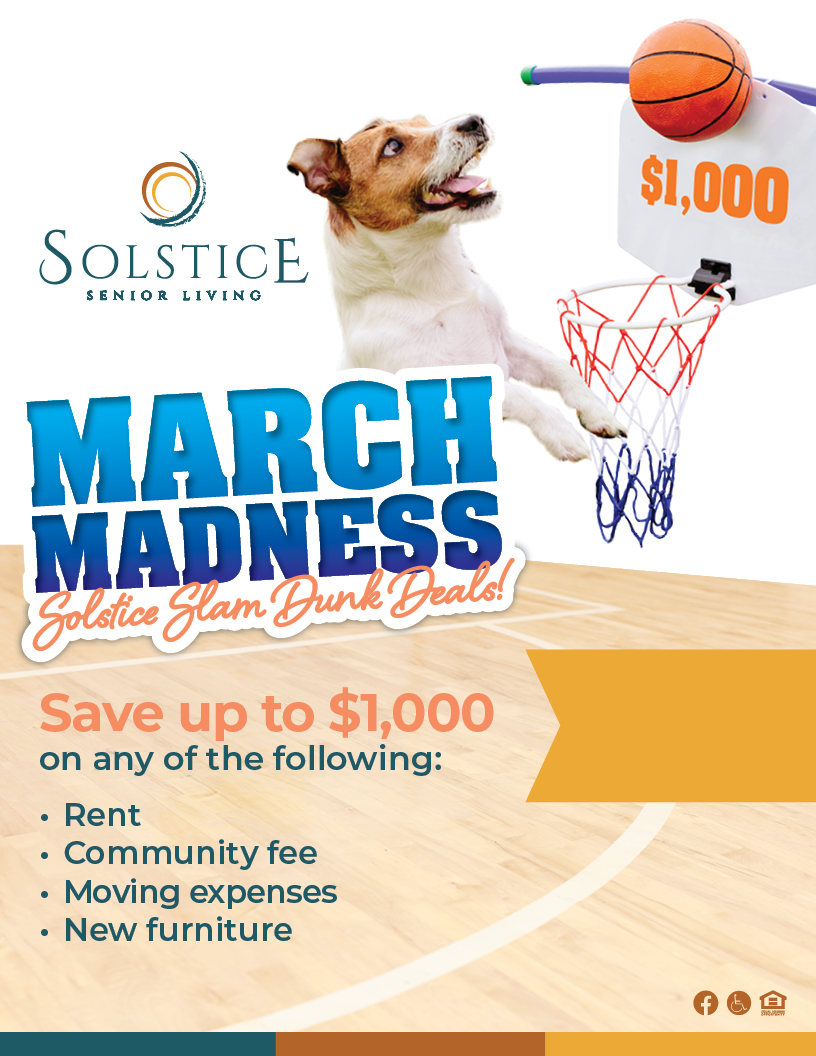 $1,000
SOLSTICE
SENIOR LIVING
MARCH
MADNESS
Solstice Slam Dunk Deals!
Save up to $1,000
on any of the following:
• Rent
• Community fee
• Moving expenses
• New furniture